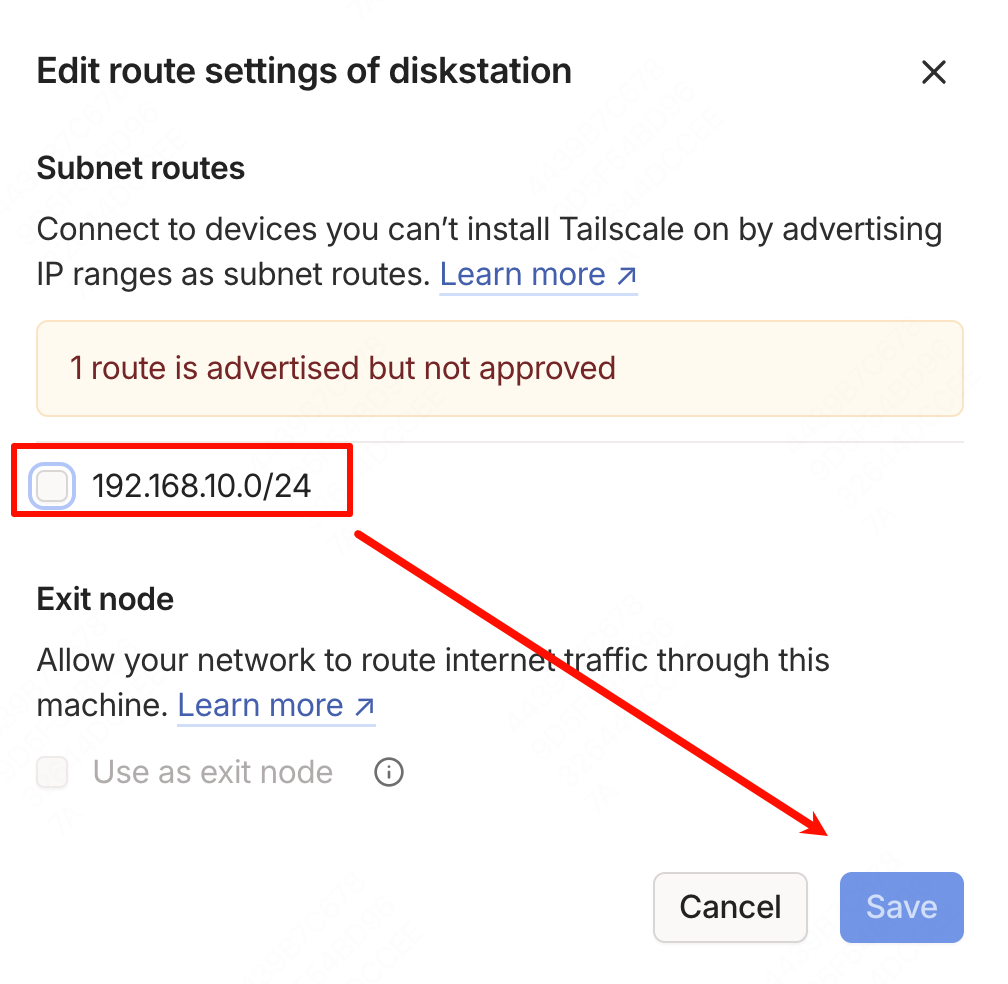 Edit route settings of diskstation
Subnet routes
Connect to devices you can’t install Tailscale on by advertising
IP ranges as subnet routes. Learn more ↗
1 route is advertised but not approved
192.168.10.0/24
Exit node
Allow your network to route internet traffic through this
machine. Learn more ↗
Use as exit node
Cancel
Save